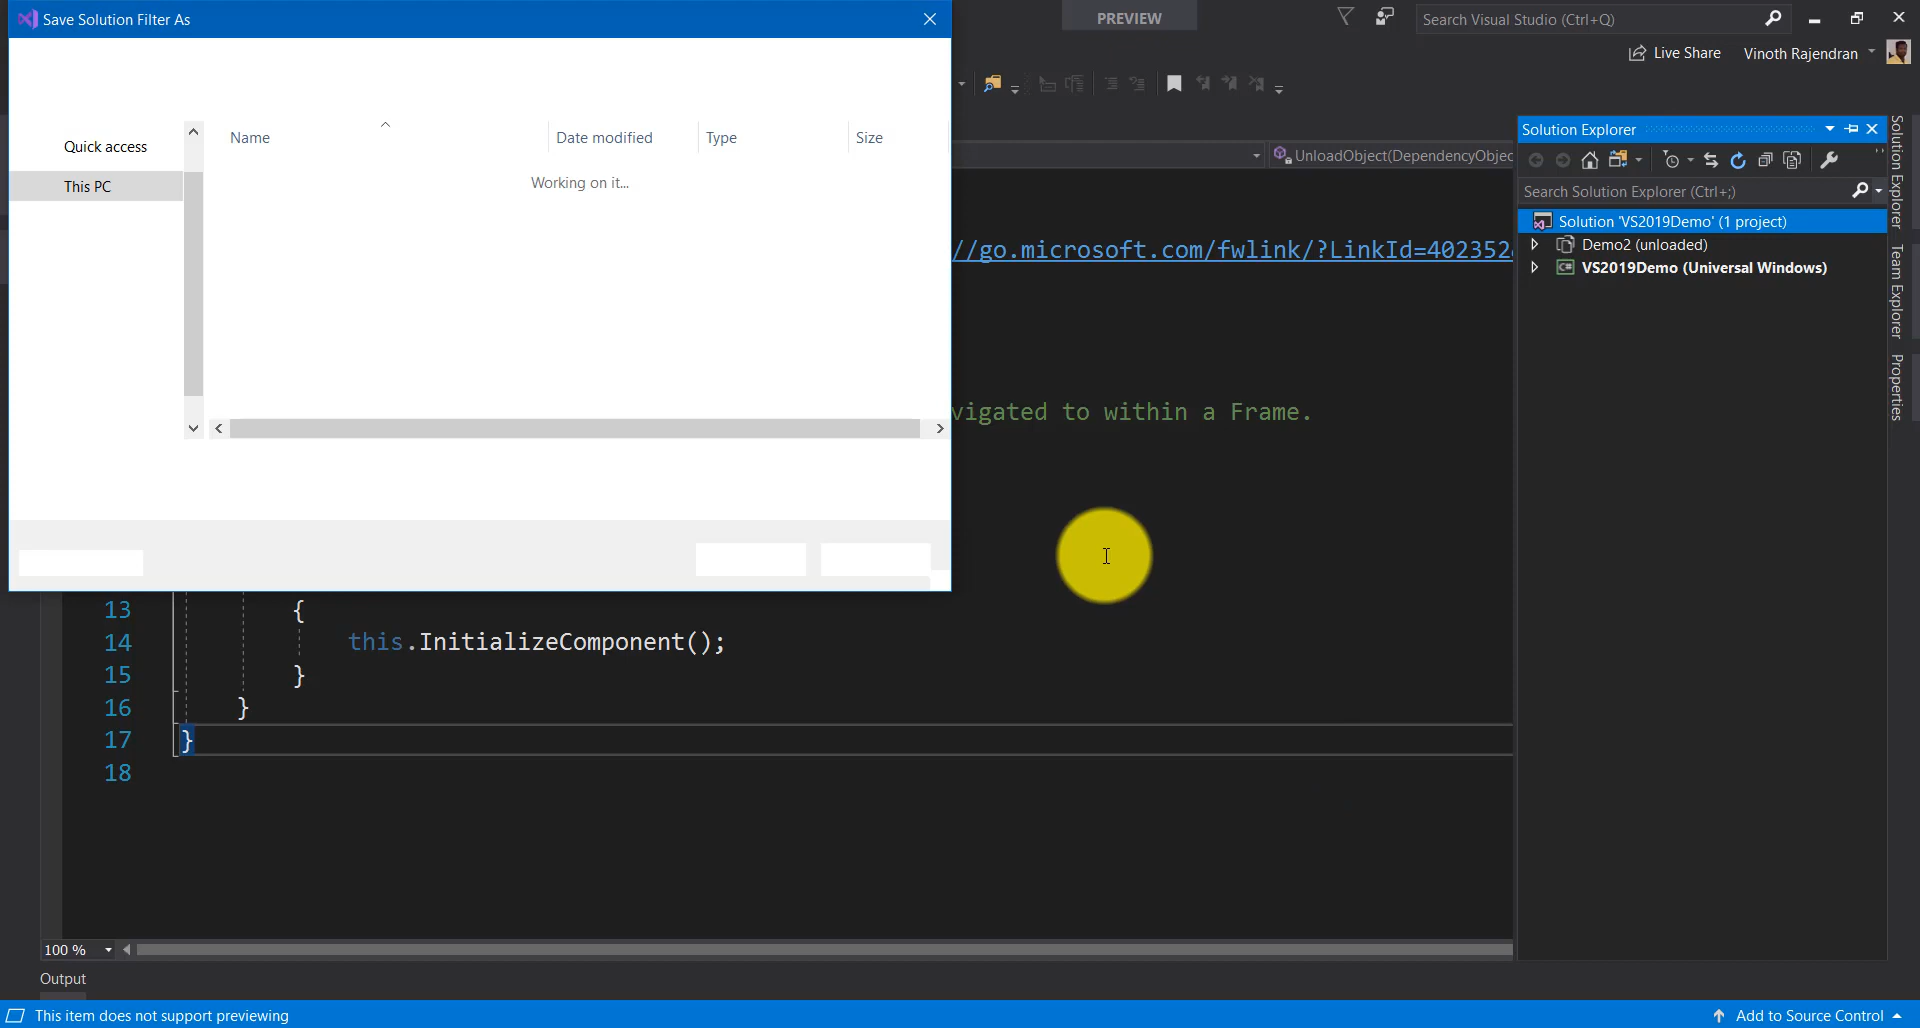 Save Solution Filter As
PREVIEW
Search Visual Studio (Ctrl+Q)
Live Share
Vinoth Rajendran
Quick access
This PC
Name
Date modified
Type
Size
Working on it...
UnloadObject(DependencyObjec
//go.microsoft.com/fwlink/?LinkId=402352
vigated to within a Frame.
13 {
14 this.InitializeComponent();
15 }
16 }
17 }
18
Solution Explorer
Search Solution Explorer (Ctrl+;)
Solution 'VS2019Demo' (1 project)
Demo2 (unloaded)
C# VS2019Demo (Universal Windows)
Solution Explorer
Team Explorer
Properties
100 %
Output
This item does not support previewing
Add to Source Control